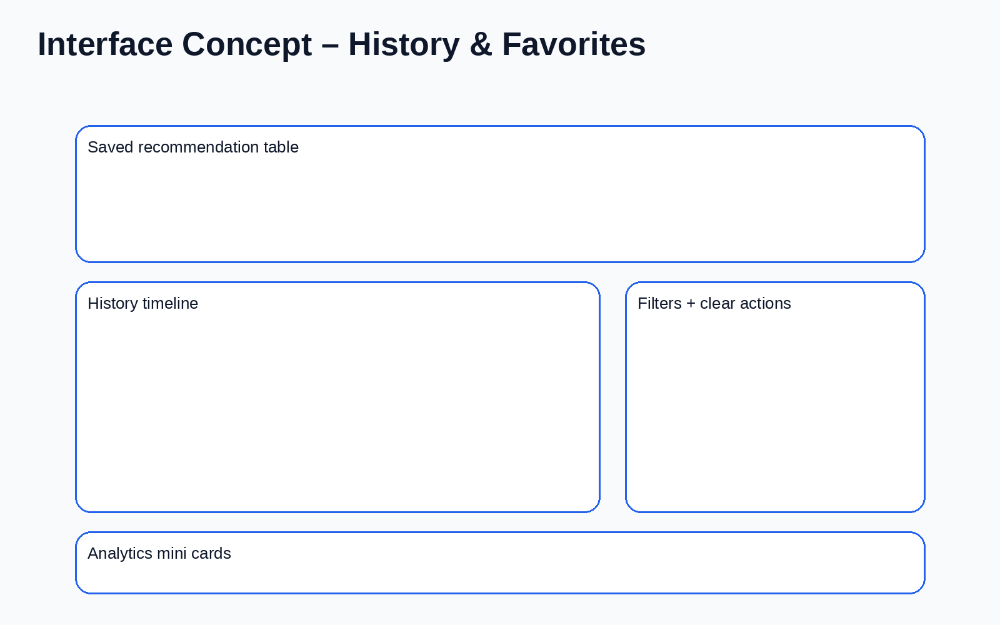 Interface Concept – History & Favorites
Saved recommendation table
History timeline
Filters + clear actions
Analytics mini cards